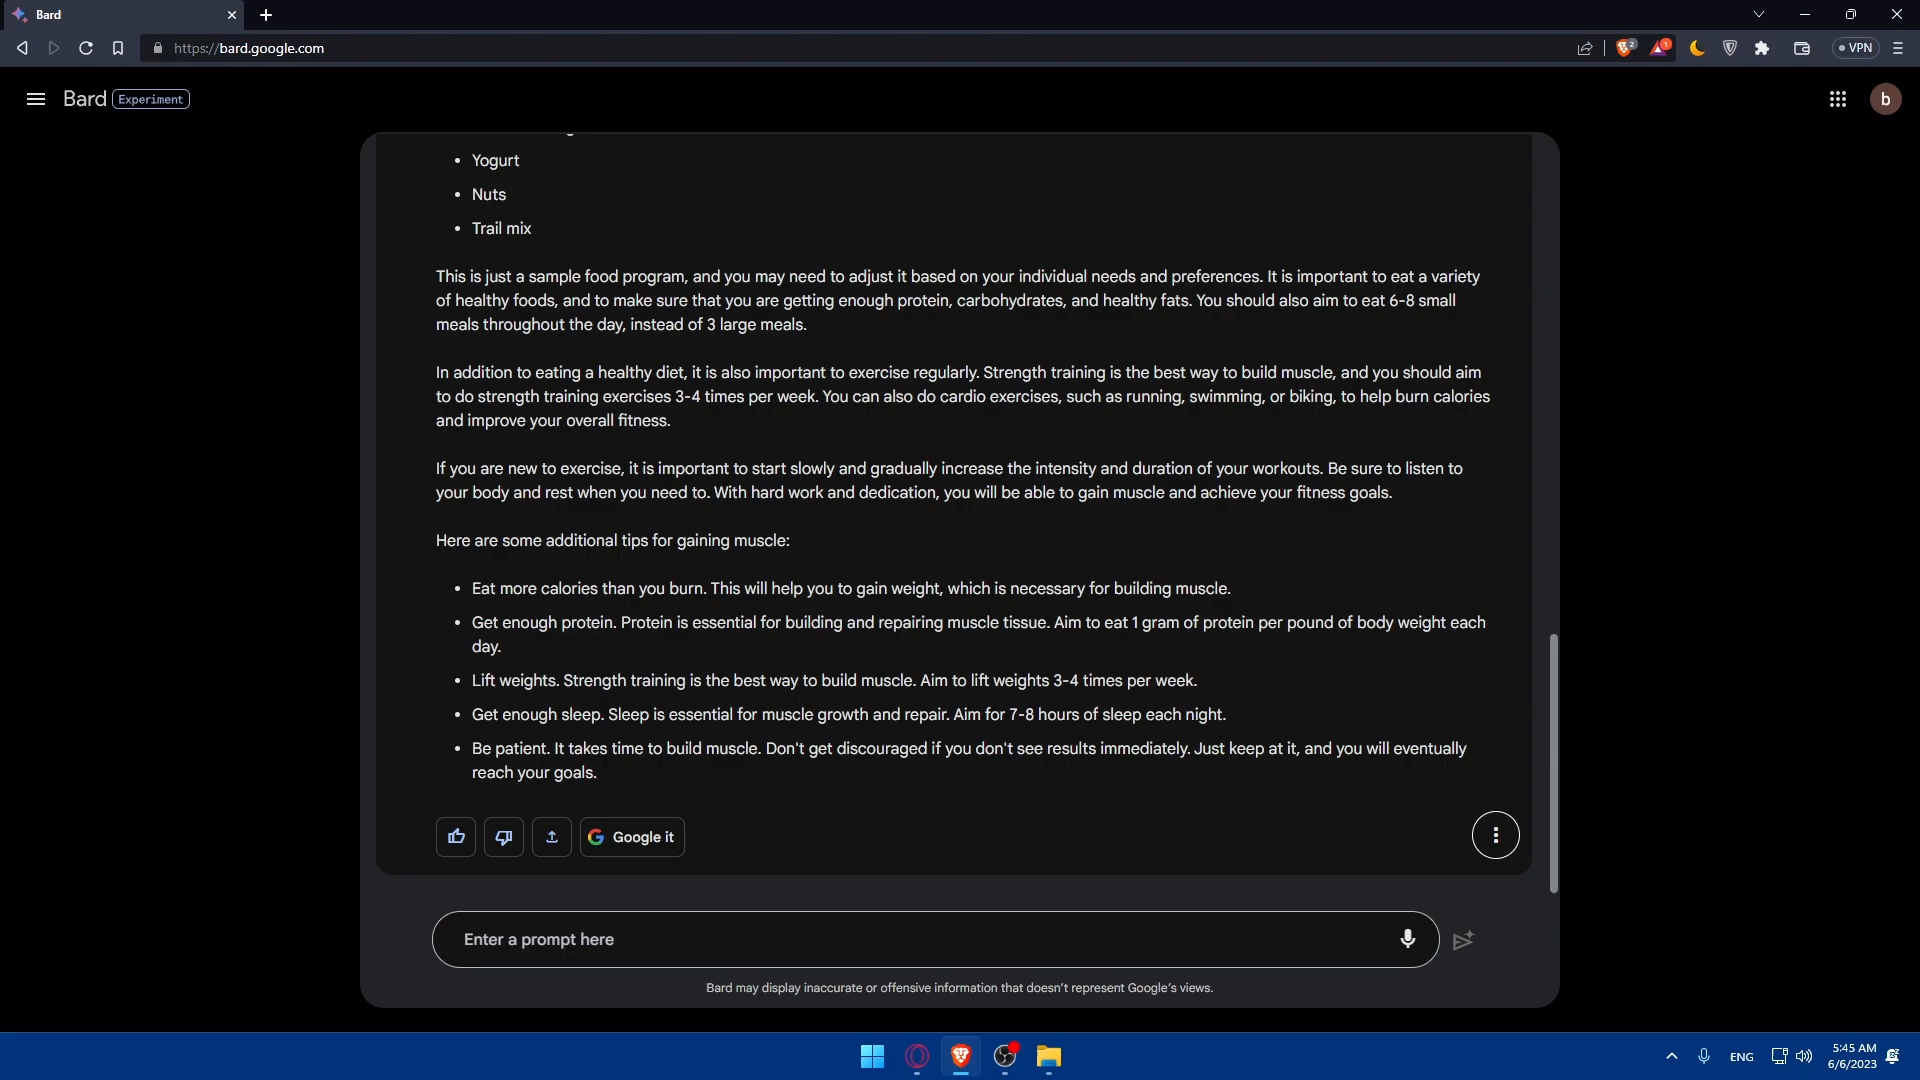 Bard
https://bard.google.com
2
1
VPN
Bard Experiment
b
• Yogurt
• Nuts
• Trail mix
This is just a sample food program, and you may need to adjust it based on your individual needs and preferences. It is important to eat a variety
of healthy foods, and to make sure that you are getting enough protein, carbohydrates, and healthy fats. You should also aim to eat 6-8 small
meals throughout the day, instead of 3 large meals.
In addition to eating a healthy diet, it is also important to exercise regularly. Strength training is the best way to build muscle, and you should aim
to do strength training exercises 3-4 times per week. You can also do cardio exercises, such as running, swimming, or biking, to help burn calories
and improve your overall fitness.
If you are new to exercise, it is important to start slowly and gradually increase the intensity and duration of your workouts. Be sure to listen to
your body and rest when you need to. With hard work and dedication, you will be able to gain muscle and achieve your fitness goals.
Here are some additional tips for gaining muscle:
• Eat more calories than you burn. This will help you to gain weight, which is necessary for building muscle.
• Get enough protein. Protein is essential for building and repairing muscle tissue. Aim to eat 1 gram of protein per pound of body weight each
day.
• Lift weights. Strength training is the best way to build muscle. Aim to lift weights 3-4 times per week.
• Get enough sleep. Sleep is essential for muscle growth and repair. Aim for 7-8 hours of sleep each night.
• Be patient. It takes time to build muscle. Don't get discouraged if you don't see results immediately. Just keep at it, and you will eventually
reach your goals.
Google it
Enter a prompt here
Bard may display inaccurate or offensive information that doesn't represent Google's views.
ENG
5:45 AM
6/6/2023